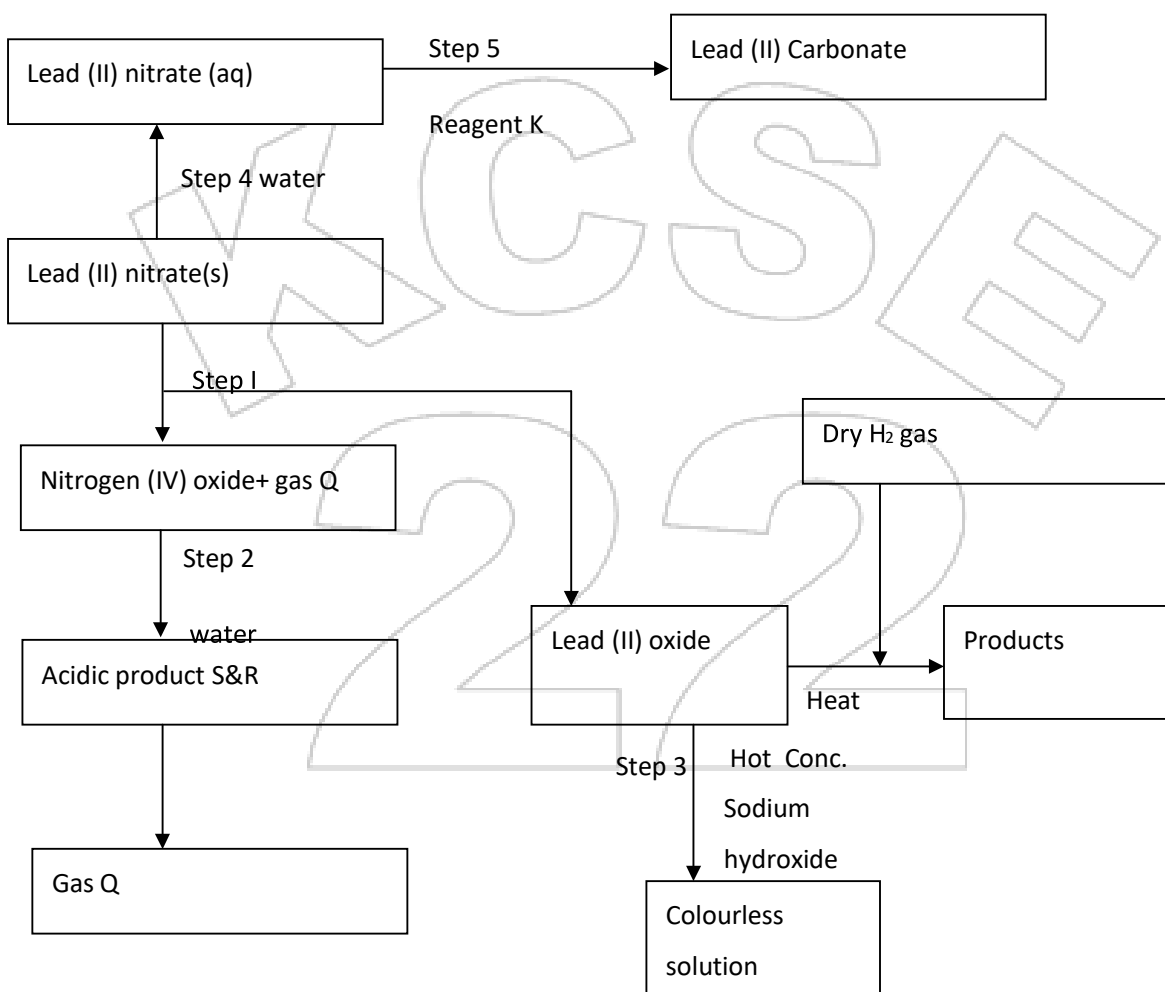 Step 5
Lead (II) Carbonate
Lead (II) nitrate (aq)
Reagent K
Step 4 water
Lead (II) nitrate(s)
Step I
Dry H₂ gas
Nitrogen (IV) oxide+ gas Q
Step 2
water
Lead (II) oxide
Products
Acidic product S&R
Heat
Step 3
Hot Conc.
Sodium
hydroxide
Gas Q
Colourless
solution
KCSE
22